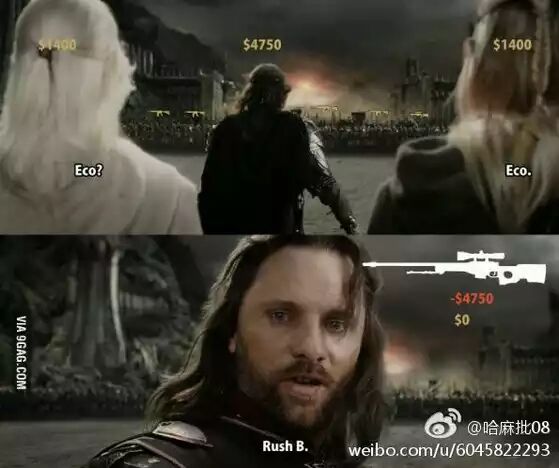 $1400
$4750
$1400
Eco?
Eco.
-$4750
$0
VIA 9GAG.COM
Rush B.
@哈麻批08
weibo.com/u/6045822293